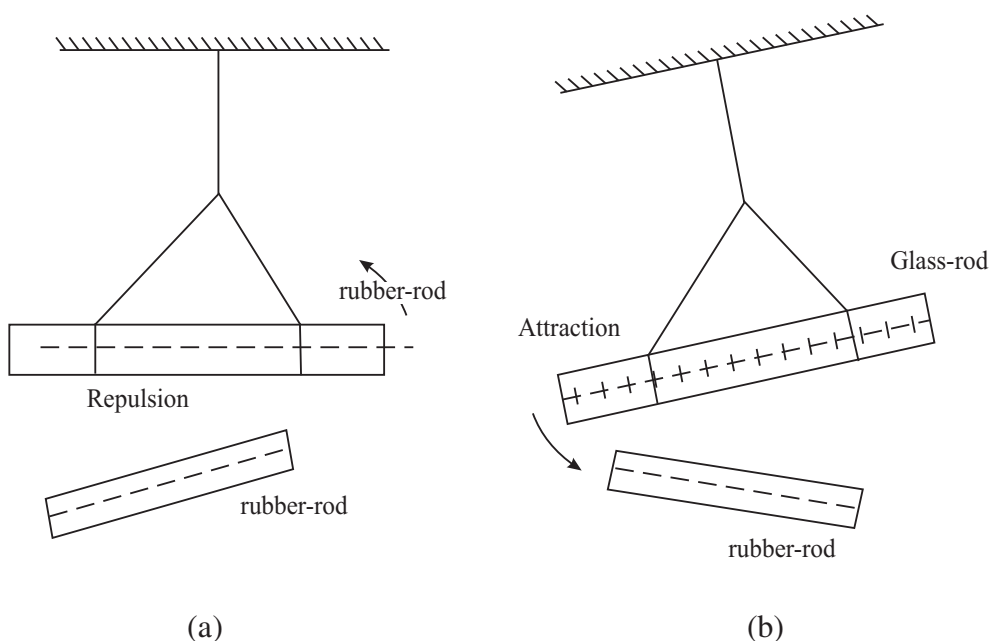 rubber-rod
Repulsion
rubber-rod
(a)
Glass-rod
Attraction
rubber-rod
(b)